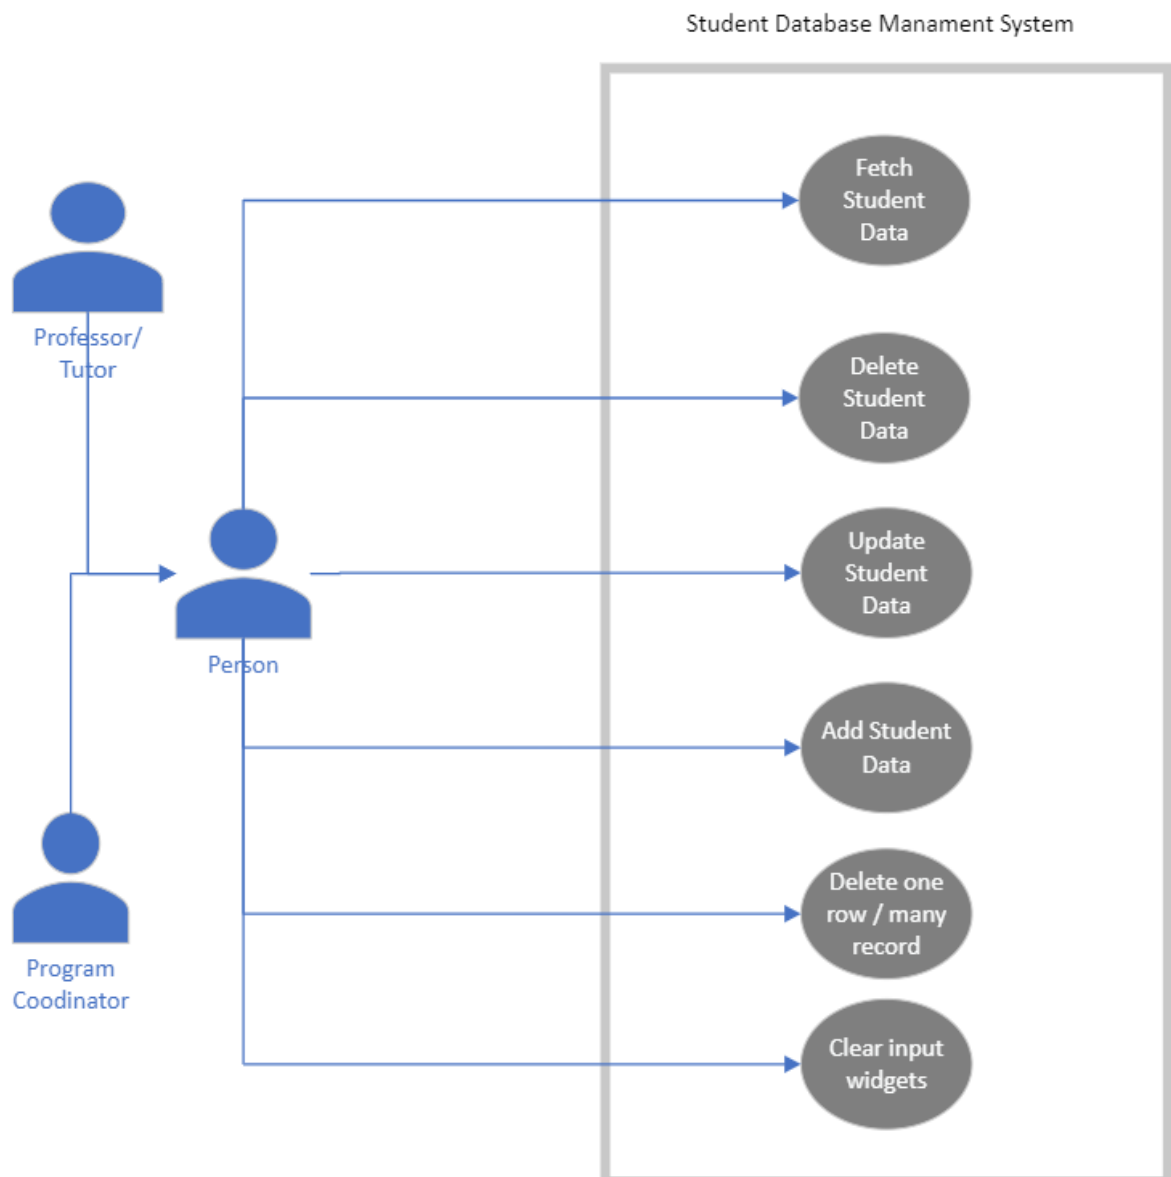 Student Database Manament System
Fetch
Student
Data
Professor/
Tutor
Delete
Student
Data
Update
Student
Data
Person
Add Student
Data
Delete one
row / many
record
Program
Coodinator
Clear input
widgets